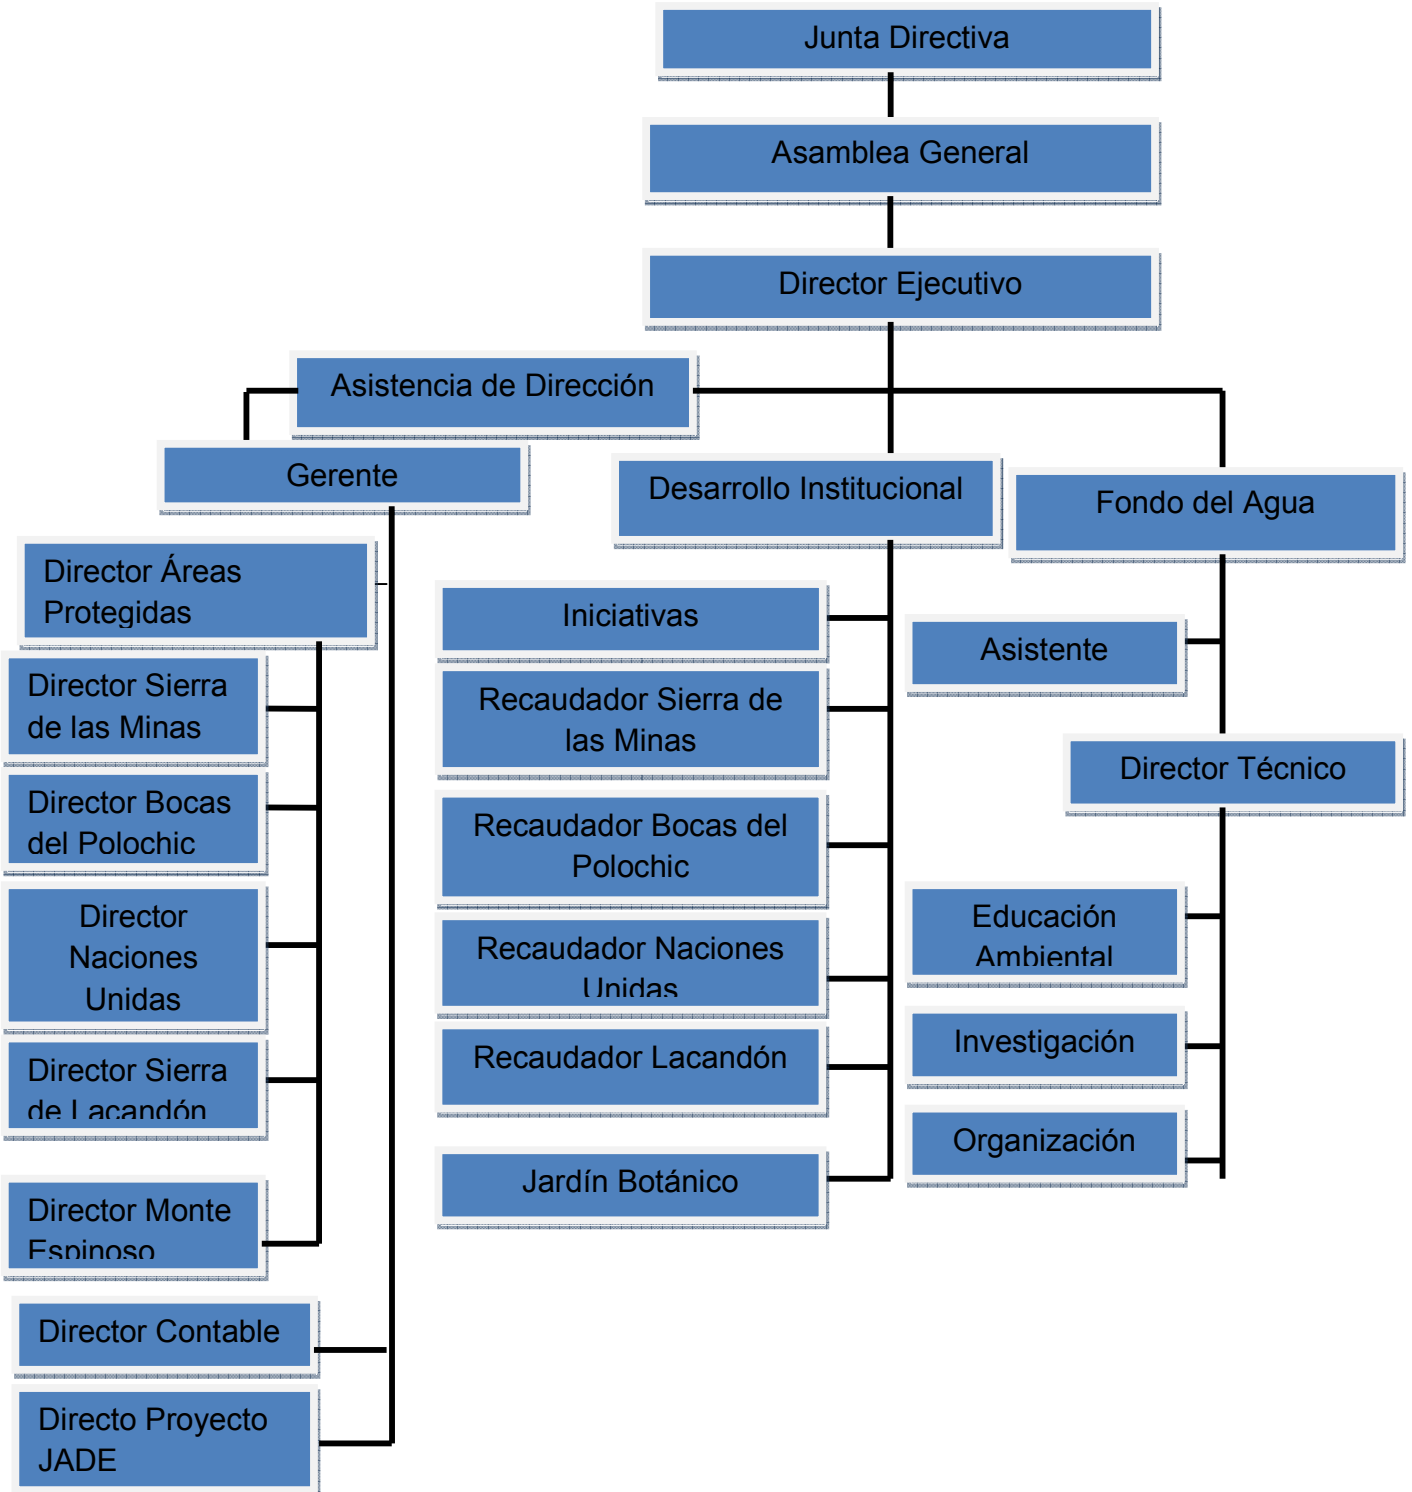 Junta Directiva
Asamblea General
Director Ejecutivo
Asistencia de Dirección
Gerente
Desarrollo Institucional
Fondo del Agua
Director Áreas
Protegidas
Director Sierra
de las Minas
Director Bocas
del Polochic
Director
Naciones
Unidas
Director Sierra
de Lacandón
Director Monte
Espinoso
Director Contable
Directo Proyecto
JADE
Iniciativas
Recaudador Sierra de
las Minas
Recaudador Bocas del
Polochic
Recaudador Naciones
Unidas
Recaudador Lacandón
Jardín Botánico
Asistente
Director Técnico
Educación
Ambiental
Investigación
Organización